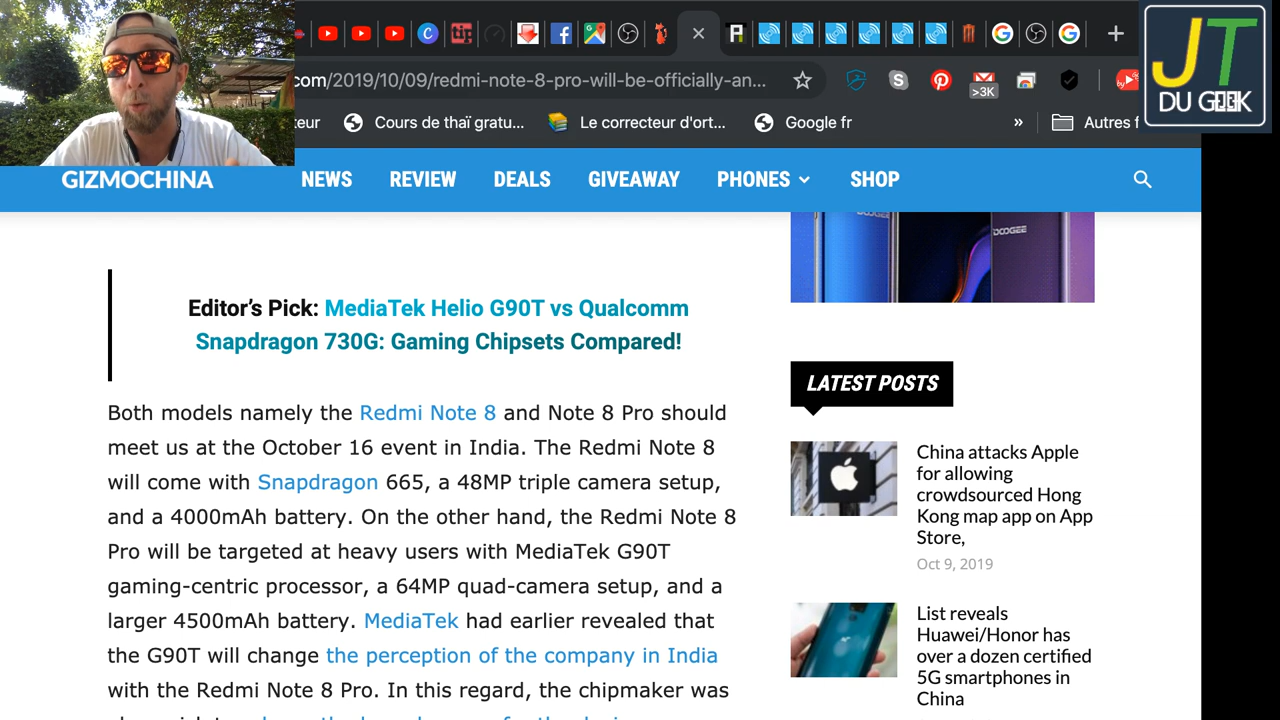 .com/2019/10/09/redmi-note-8-pro-will-be-officially-an...
>3K
JT
DU GEEK
teur
Cours de thaï gratu...
Le correcteur d'ort...
Google fr
»
Autres f
GIZMOCHINA
NEWS
REVIEW
DEALS
GIVEAWAY
PHONES
SHOP
DOOGEE
DOOGEE
Editor's Pick: MediaTek Helio G90T vs Qualcomm
Snapdragon 730G: Gaming Chipsets Compared!
Both models namely the Redmi Note 8 and Note 8 Pro should
meet us at the October 16 event in India. The Redmi Note 8
will come with Snapdragon 665, a 48MP triple camera setup,
and a 4000mAh battery. On the other hand, the Redmi Note 8
Pro will be targeted at heavy users with MediaTek G90T
gaming-centric processor, a 64MP quad-camera setup, and a
larger 4500mAh battery. MediaTek had earlier revealed that
the G90T will change the perception of the company in India
with the Redmi Note 8 Pro. In this regard, the chipmaker was
LATEST POSTS
China attacks Apple
for allowing
crowdsourced Hong
Kong map app on App
Store,
Oct 9, 2019
List reveals
Huawei/Honor has
over a dozen certified
5G smartphones in
China